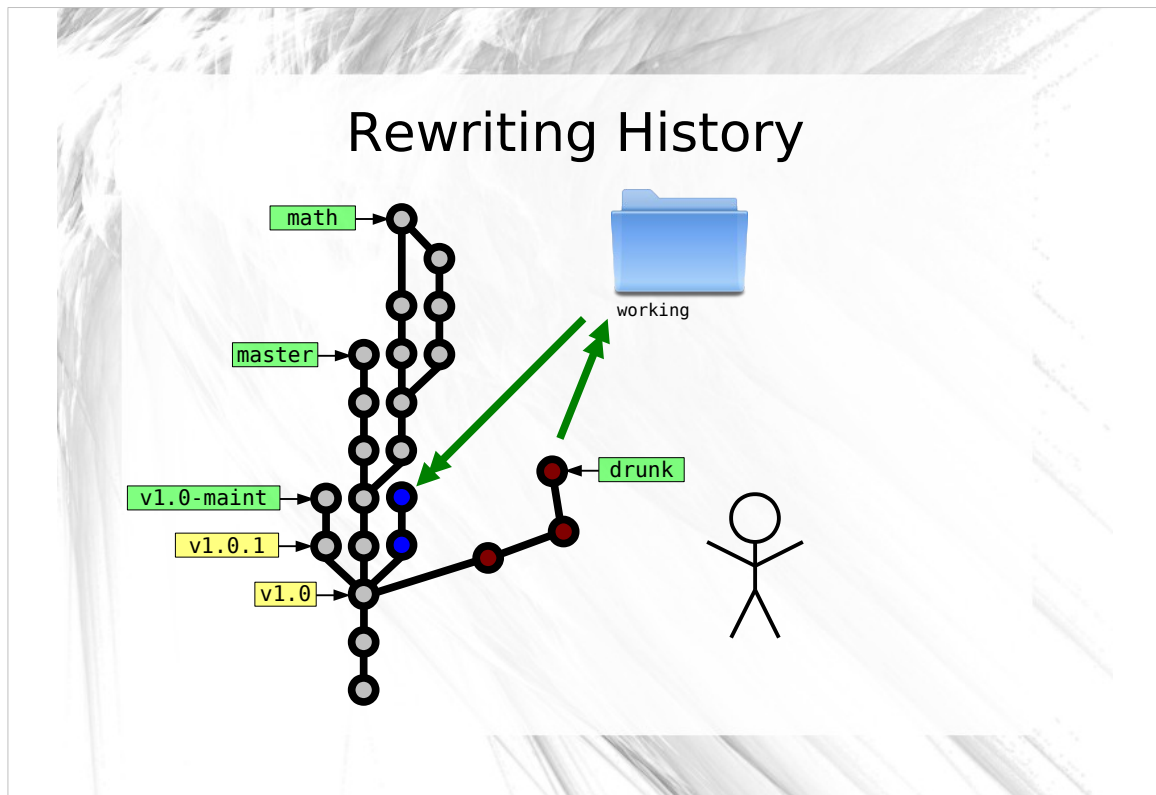 Rewriting History
math
working
master
drunk
v1.0-maint
v1.0.1
v1.0